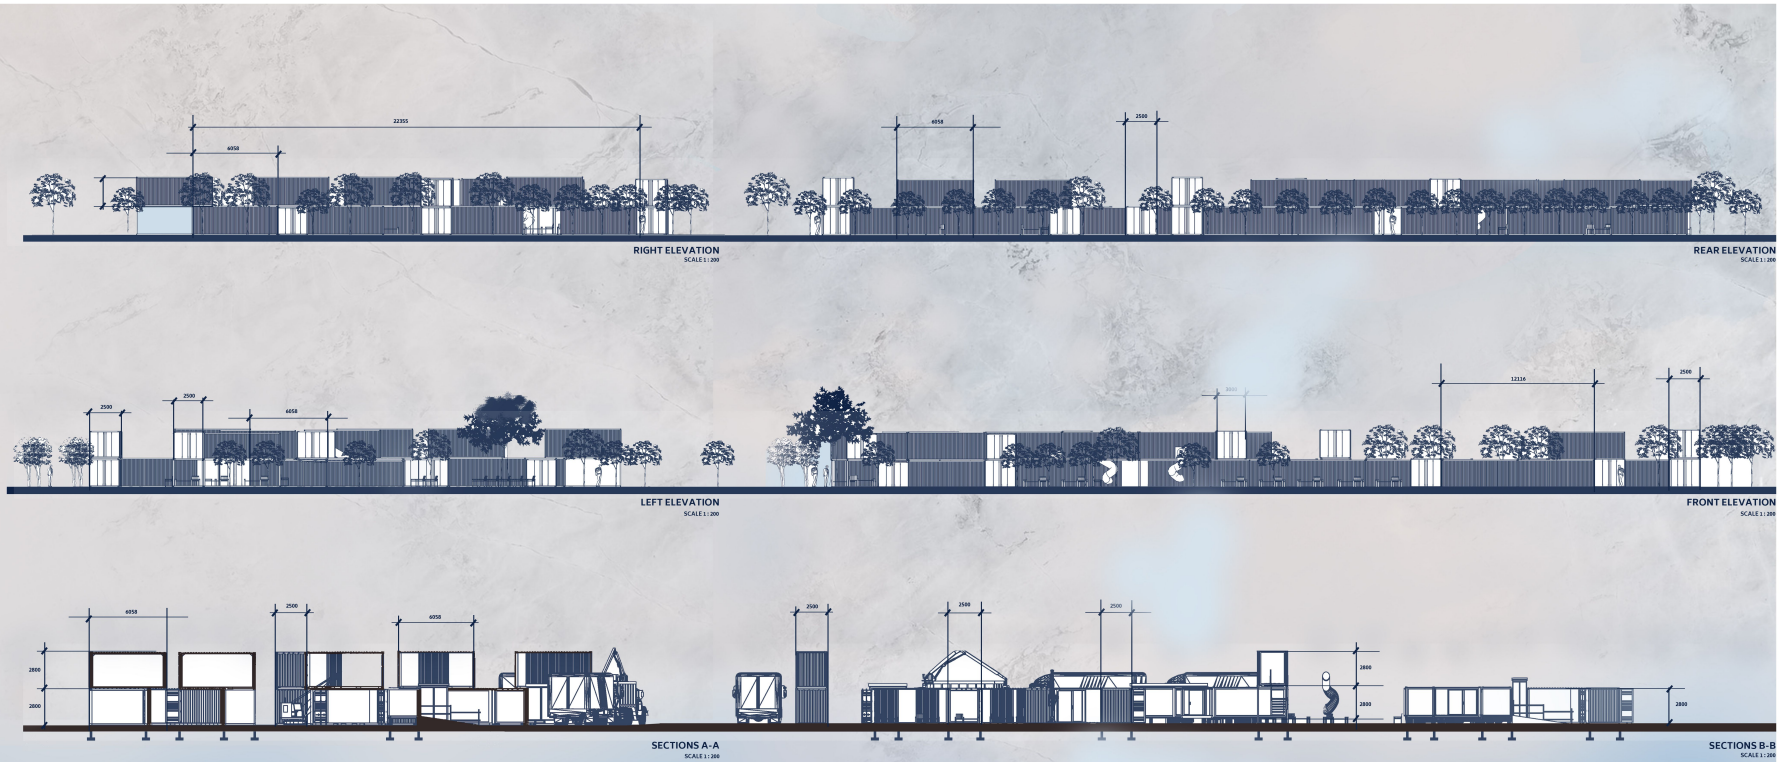 22355
6058
6058
2500
RIGHT ELEVATION
SCALE 1 : 200
REAR ELEVATION
SCALE 1 : 200
2500
2500
6058
12116
2500
LEFT ELEVATION
SCALE 1 : 200
FRONT ELEVATION
SCALE 1 : 200
6058
2500
6058
2500
2500
2500
2800
2800
2800
2800
2800
SECTIONS A-A
SCALE 1 : 200
SECTIONS B-B
SCALE 1 : 200